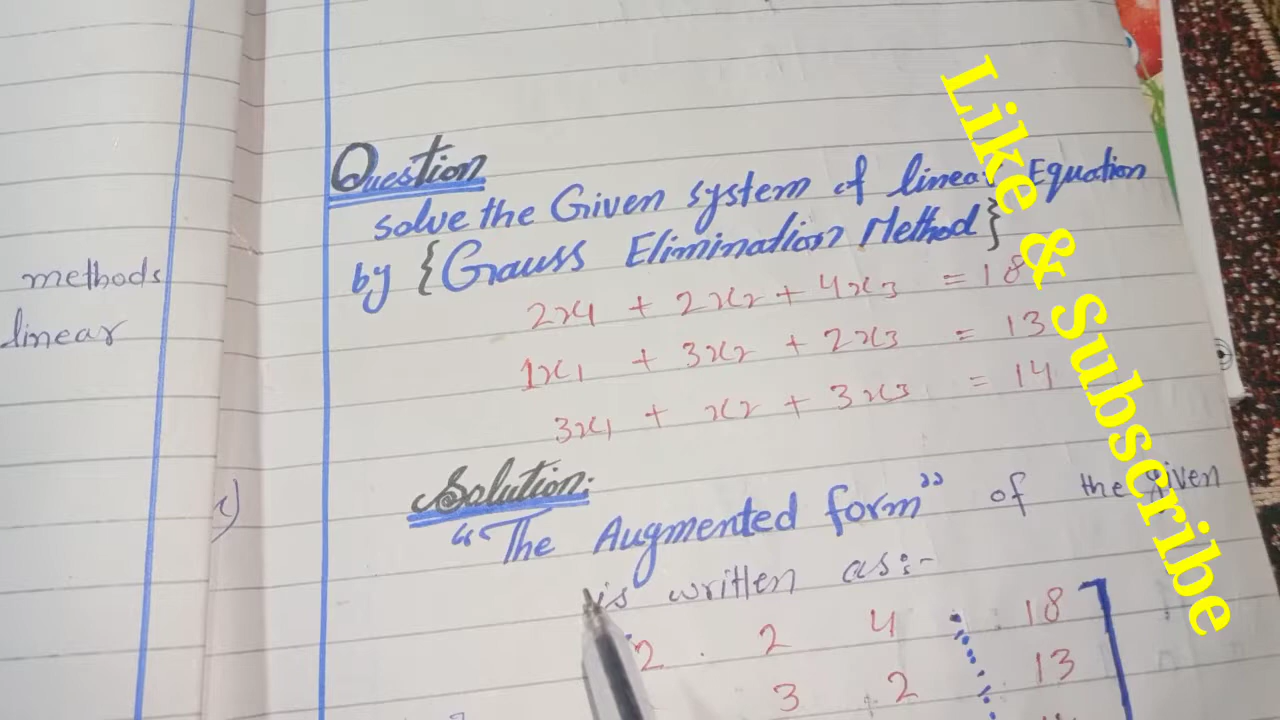 methods
linear
Question
solve the Given system of linear Equation
by {Grauss Elimination Method}
2x1 + 2x2 + 4x3 = 18
1x1 + 3x2 + 2x3 = 13
3x1 + x2 + 3x3 = 14
Solution:
"The Augmented form" of the given
is written as:-
2 2 4 18
3 2 13
Like & Subscribe